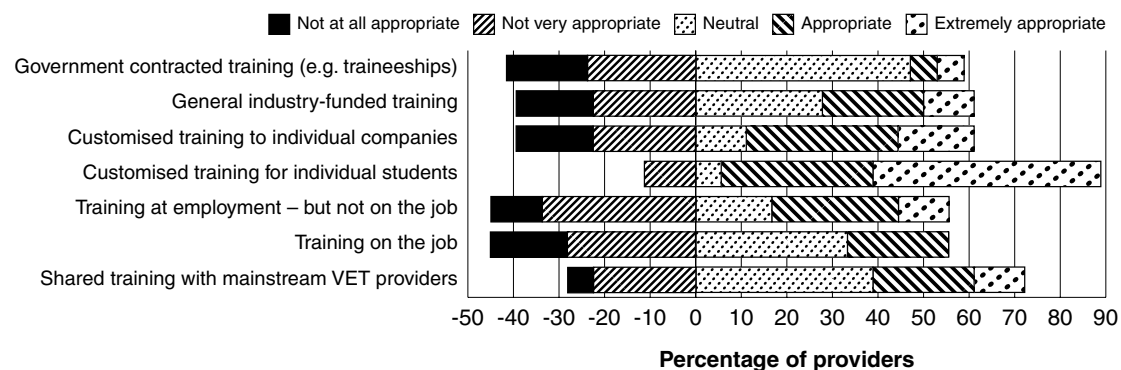 Not at all appropriate Not very appropriate Neutral Appropriate Extremely appropriate
Government contracted training (e.g. traineeships)
General industry-funded training
Customised training to individual companies
Customised training for individual students
Training at employment – but not on the job
Training on the job
Shared training with mainstream VET providers
-50 -40 -30 -20 -10 0 10 20 30 40 50 60 70 80 90
Percentage of providers